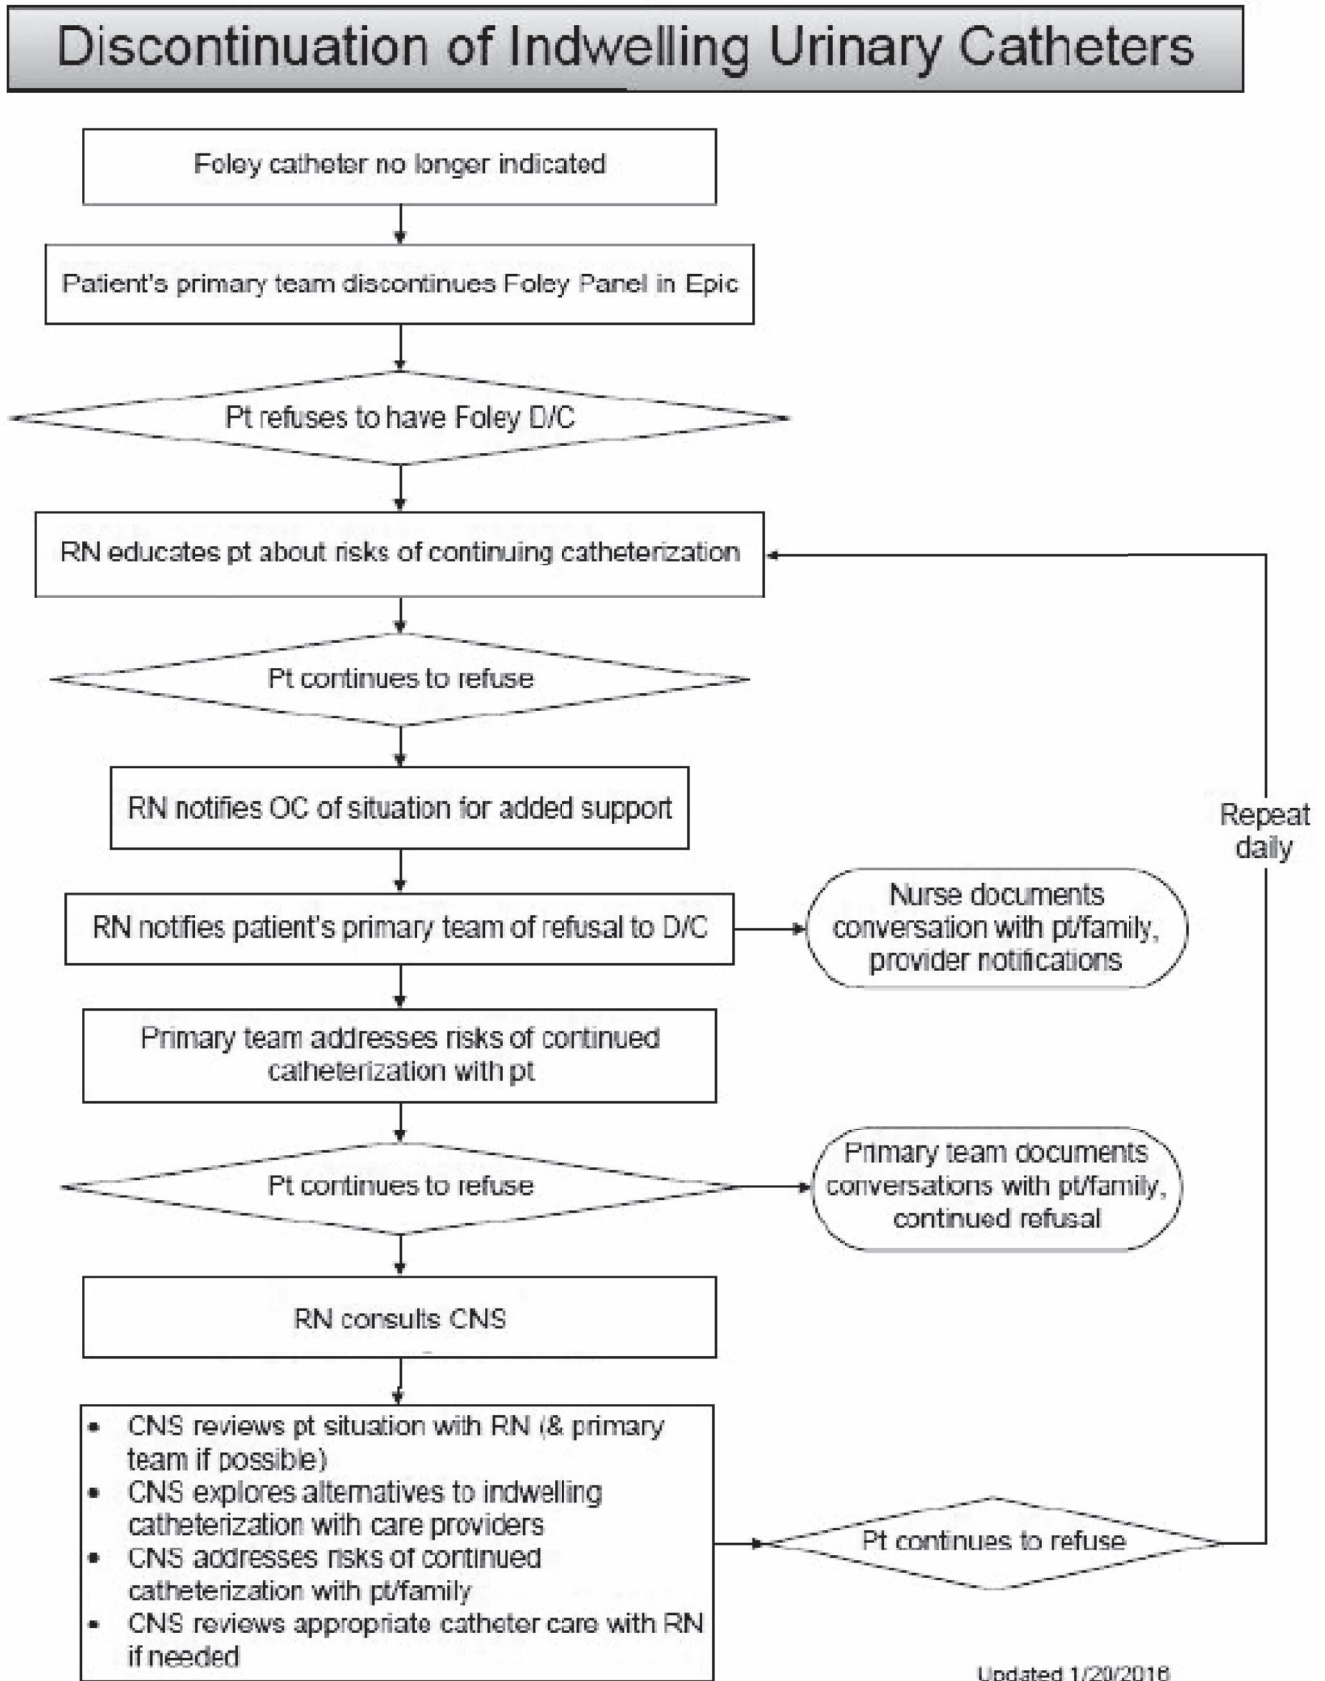 Discontinuation of Indwelling Urinary Catheters
Foley catheter no longer indicated
Patient's primary team discontinues Foley Panel in Epic
Pt refuses to have Foley D/C
RN educates pt about risks of continuing catheterization
Pt continues to refuse
RN notifies OC of situation for added support
Repeat
daily
RN notifies patient's primary team of refusal to D/C
Nurse documents
conversation with pt/family,
provider notifications
Primary team addresses risks of continued
catheterization with pt
Pt continues to refuse
Primary team documents
conversations with pt/family,
continued refusal
RN consults CNS
• CNS reviews pt situation with RN (& primary
team if possible)
• CNS explores alternatives to indwelling
catheterization with care providers
• CNS addresses risks of continued
catheterization with pt/family
• CNS reviews appropriate catheter care with RN
if needed
Pt continues to refuse
Updated 1/20/2016